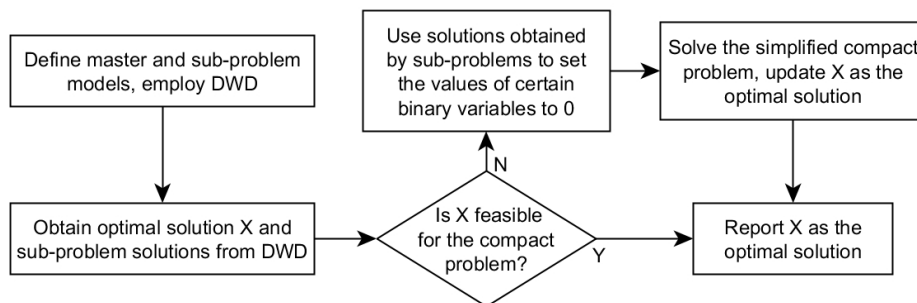 Define master and sub-problem
models, employ DWD
Obtain optimal solution X and
sub-problem solutions from DWD
Is X feasible
for the compact
problem?
N
Y
Use solutions obtained
by sub-problems to set
the values of certain
binary variables to 0
Solve the simplified compact
problem, update X as the
optimal solution
Report X as the
optimal solution